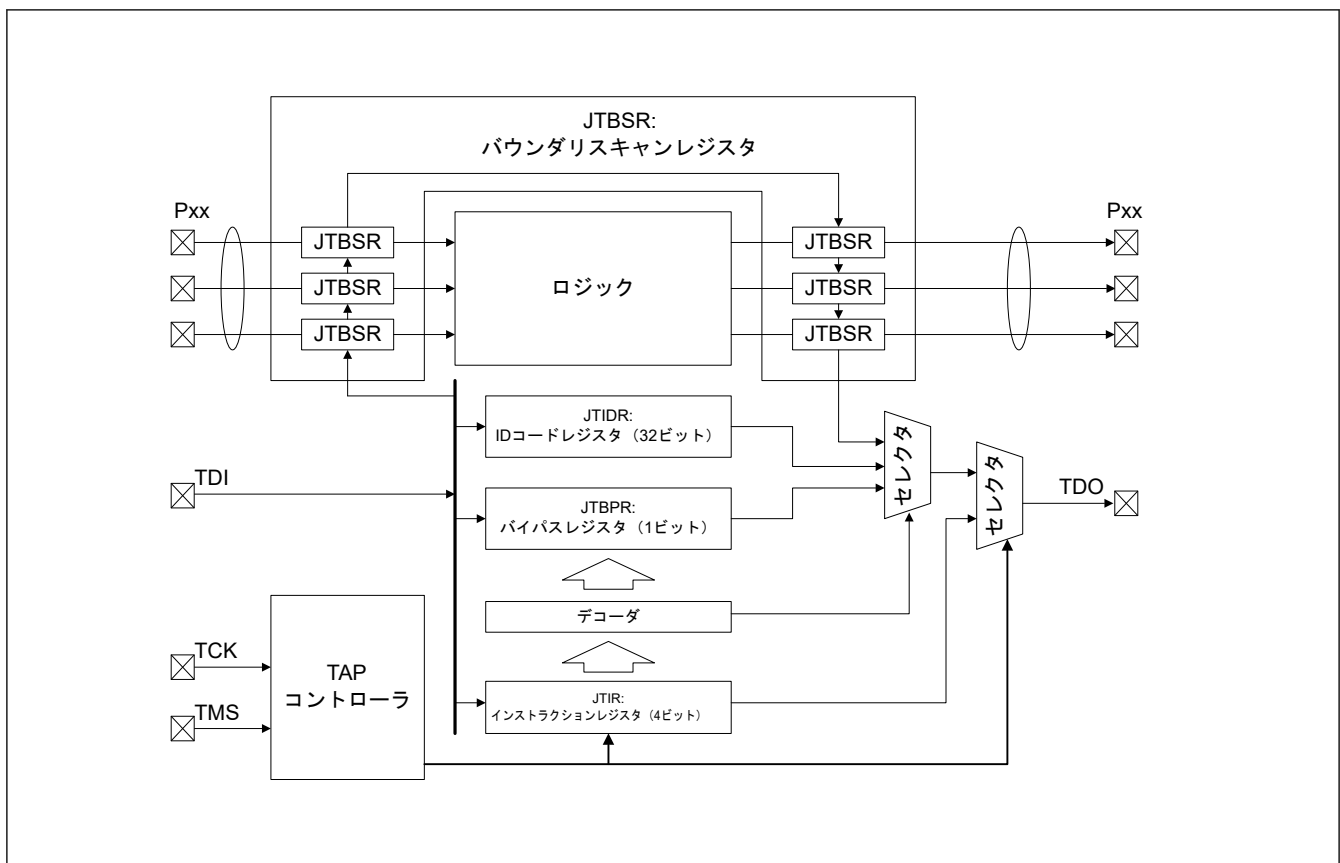 JTBSR:
バウンダリスキャンレジスタ
Pxx
Pxx
JTBSR
JTBSR
JTBSR
JTBSR
ロジック
JTBSR
JTBSR
JTIDR:
IDコードレジスタ（32ビット）
セレクタ
セレクタ
TDI
TDO
JTBPR:
バイパスレジスタ（1ビット）
デコーダ
TCK
TAP
コントローラ
TMS
JTIR:
インストラクションレジスタ（4ビット）